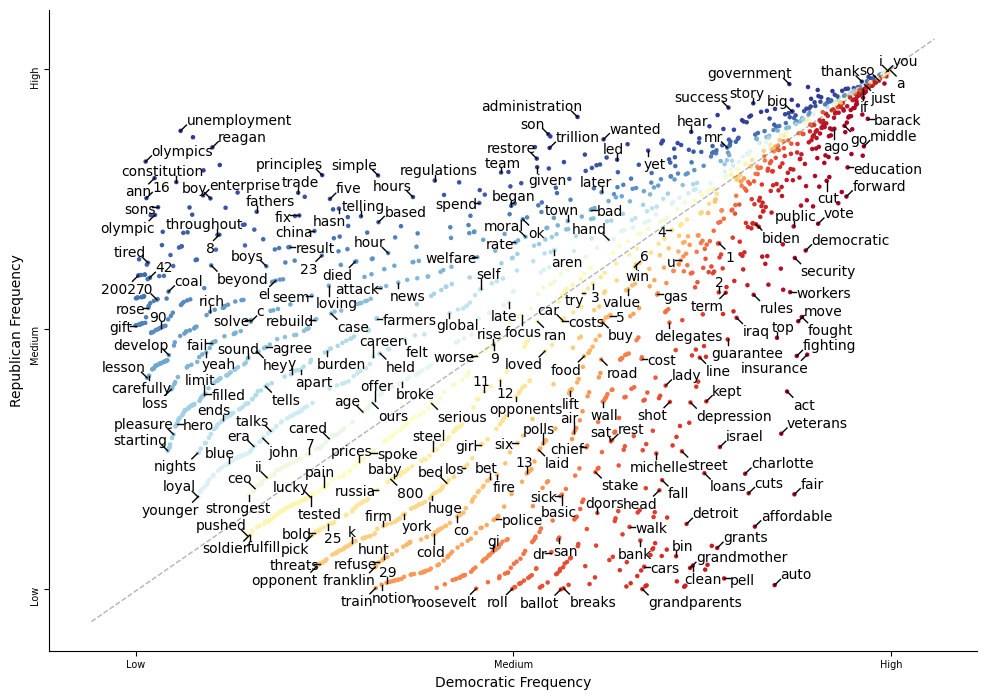 i you
thank so
a
government
High
success story big just
administration if
barack
hear
unemployment son trillion wanted go middle
reagan mr
ago
olympics restore led
team yet education
constitution principles simple regulations given later forward
ann 16 boy enterprise trade five hours began cut
sons fathers telling spend bad public vote
olympic throughout fix hasn based town
china moral ok hand 4 biden
8 hour rate democratic
tired boys result aren 1
42 23 welfare 6 security
beyond died self win u
200270 coal el attack news try 3 2 workers
rose rich seem loving late car value gas term rules move
90 c farmers costs 5
gift solve rebuild case global focus ran buy delegates iraq top fought
develop fail sound agree career rise guarantee fighting
yeah heyy burden felt worse 9 loved food cost line insurance
lesson held road
carefully limit apart offer 11 lady kept act
loss filled tells broke 12 lift
ends age opponents wall shot depression
pleasure hero talks ours serious air veterans
starting era cared steel polls sat rest israel
john 7 girl six chief
nights blue prices spoke 13 laid michelle street charlotte
ii pain baby bed los bet
loyal ceo lucky stake loans cuts fair
russia 800 fire sick fall
younger strongest huge basic doors head
tested firm detroit affordable
pushed york co police
bold 25 k walk grants
soldier fulfill pick hunt cold gi dr san bank bin grandmother
threats refuse cars
opponent franklin 29 clean pell auto
train notion roosevelt roll ballot breaks grandparents
Medium
Low
Republican Frequency
Low Medium High
Democratic Frequency